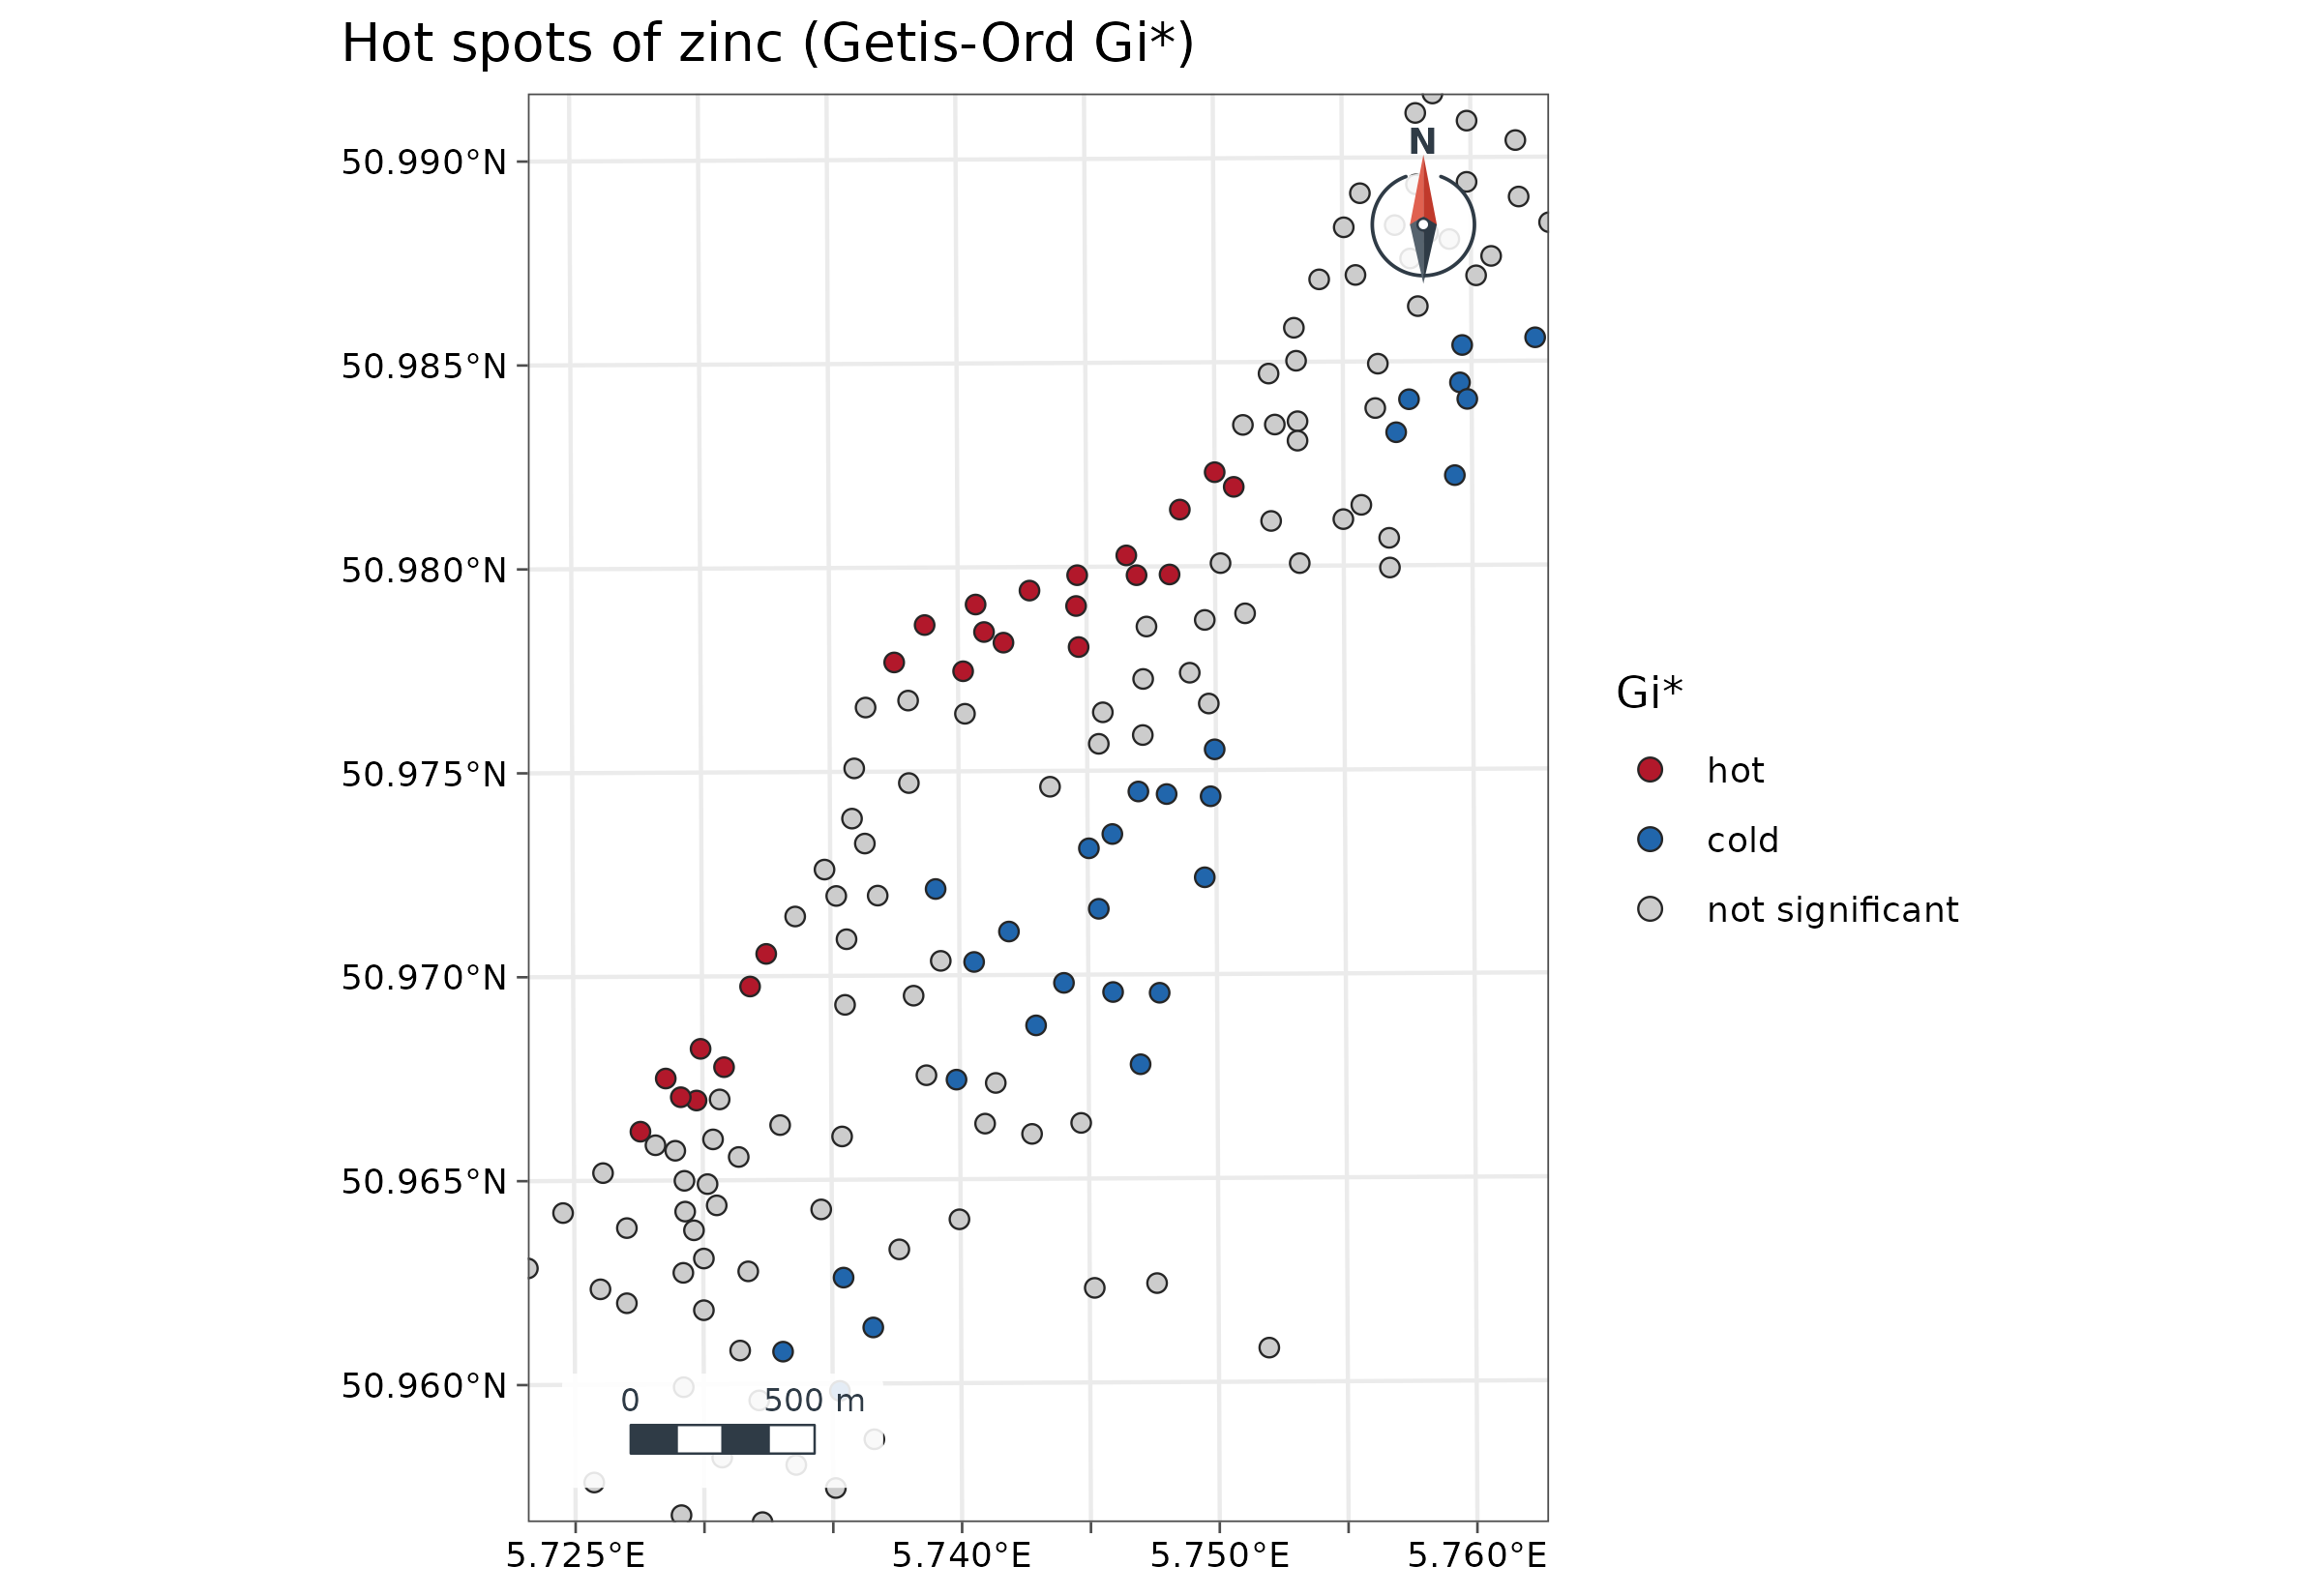 Hot spots of zinc (Getis-Ord Gi*)
N
50.990°N
50.985°N
50.980°N
50.975°N
50.970°N
50.965°N
50.960°N
0 500 m
5.725°E 5.740°E 5.750°E 5.760°E
Gi*
hot
cold
not significant